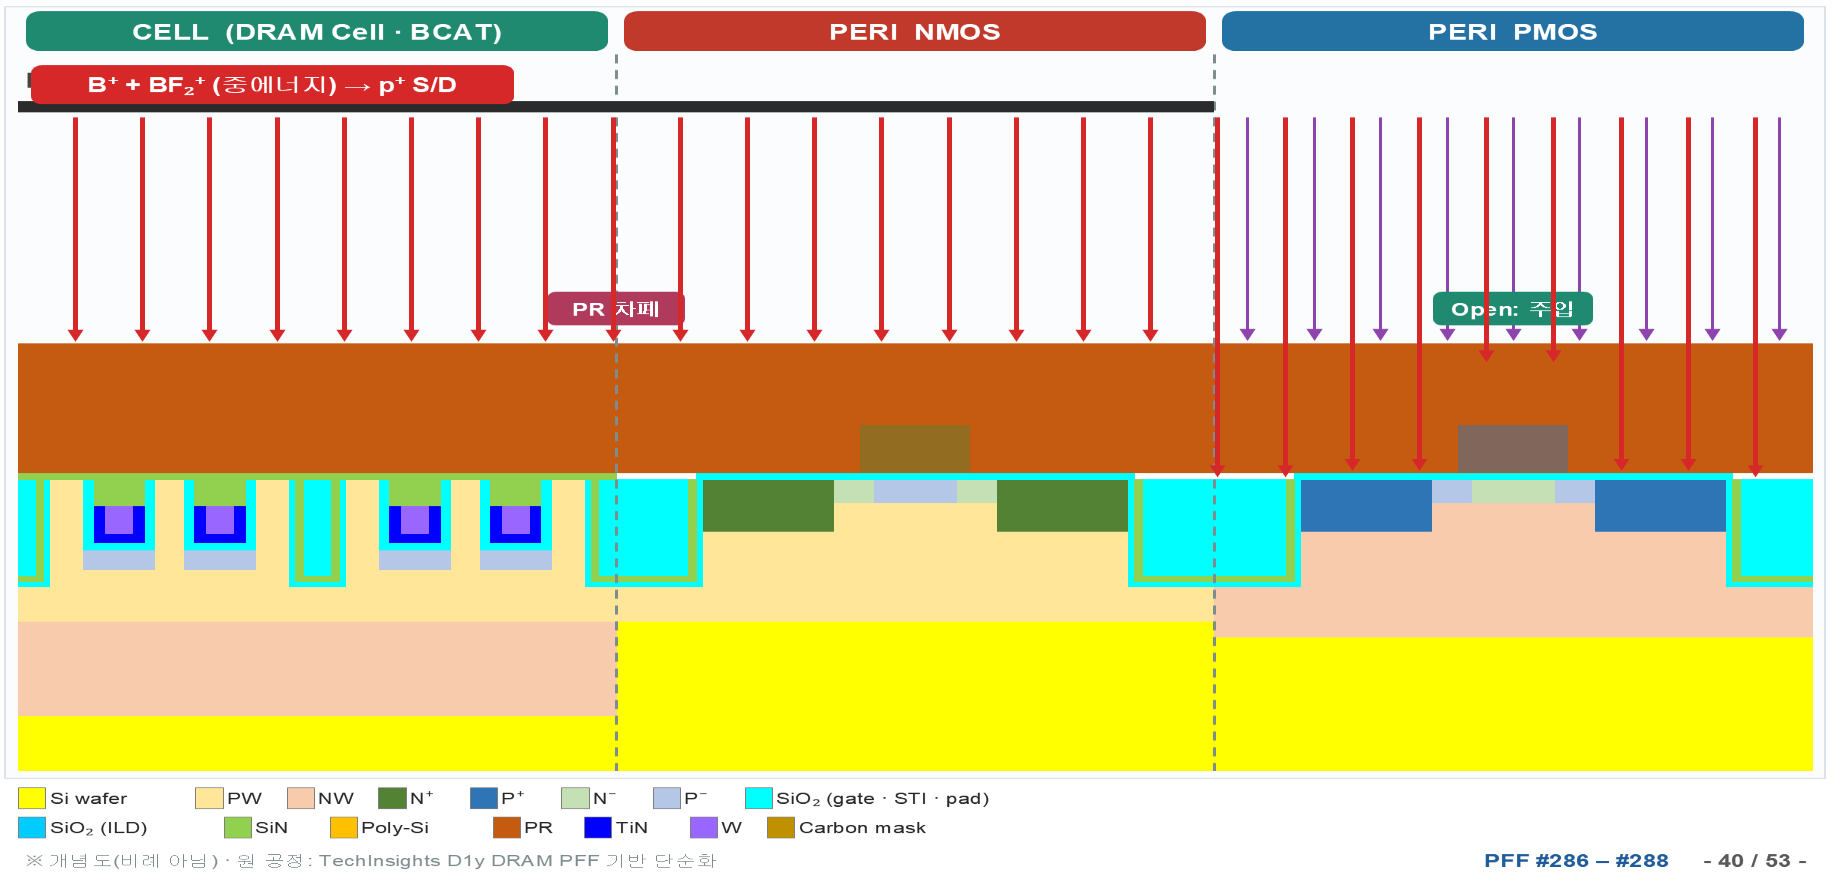 CELL (DRAM Cell · BCAT)
PERI NMOS
PERI PMOS
B⁺ + BF₂⁺ (중에너지) → p⁺ S/D
PR 차폐
Open: 주입
Si wafer
PW
NW
N⁺
P⁺
N⁻
P⁻
SiO₂ (gate · STI · pad)
SiO₂ (ILD)
SiN
Poly-Si
PR
TiN
W
Carbon mask
※ 개념도(비례 아님) · 원 공정: TechInsights D1y DRAM PFF 기반 단순화
PFF #286 – #288
- 40 / 53 -